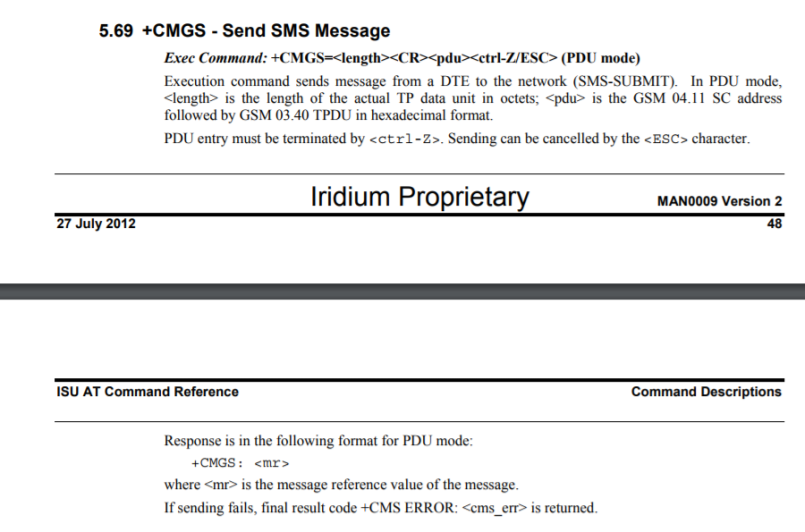 5.69 +CMGS - Send SMS Message
Exec Command: +CMGS=<length><CR><pdu><ctrl-Z/ESC> (PDU mode)
Execution command sends message from a DTE to the network (SMS-SUBMIT). In PDU mode,
<length> is the length of the actual TP data unit in octets; <pdu> is the GSM 04.11 SC address
followed by GSM 03.40 TPDU in hexadecimal format.
PDU entry must be terminated by <ctrl-Z>. Sending can be cancelled by the <ESC> character.
Iridium Proprietary MAN0009 Version 2
27 July 2012 48
ISU AT Command Reference Command Descriptions
Response is in the following format for PDU mode:
+CMGS: <mr>
where <mr> is the message reference value of the message.
If sending fails, final result code +CMS ERROR: <cms_err> is returned.